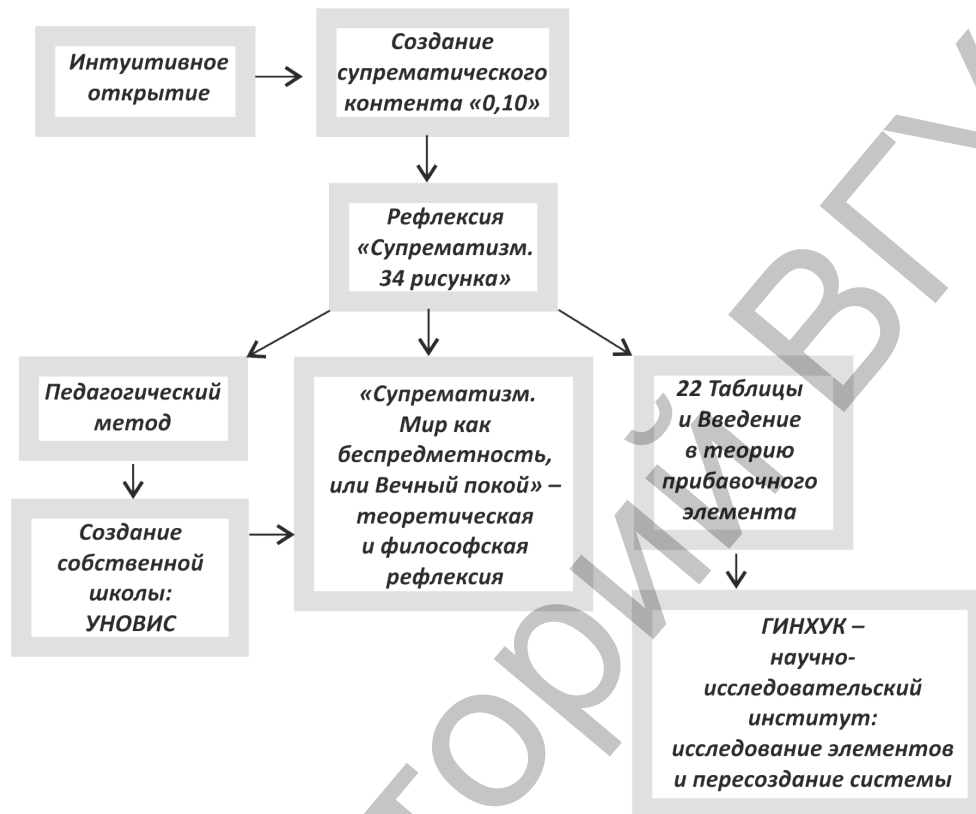 Интуитивное
открытие
Создание
супрематического
контента «0,10»
Рефлексия
«Супрематизм.
34 рисунка»
Педагогический
метод
«Супрематизм.
Мир как
беспредметность,
или Вечный покой» –
теоретическая
и философская
рефлексия
22 Таблицы
и Введение
в теорию
прибавочного
элемента
Создание
собственной
школы:
УНОВИС
ГИНХУК –
научно-
исследовательский
институт:
исследование элементов
и пересоздание системы